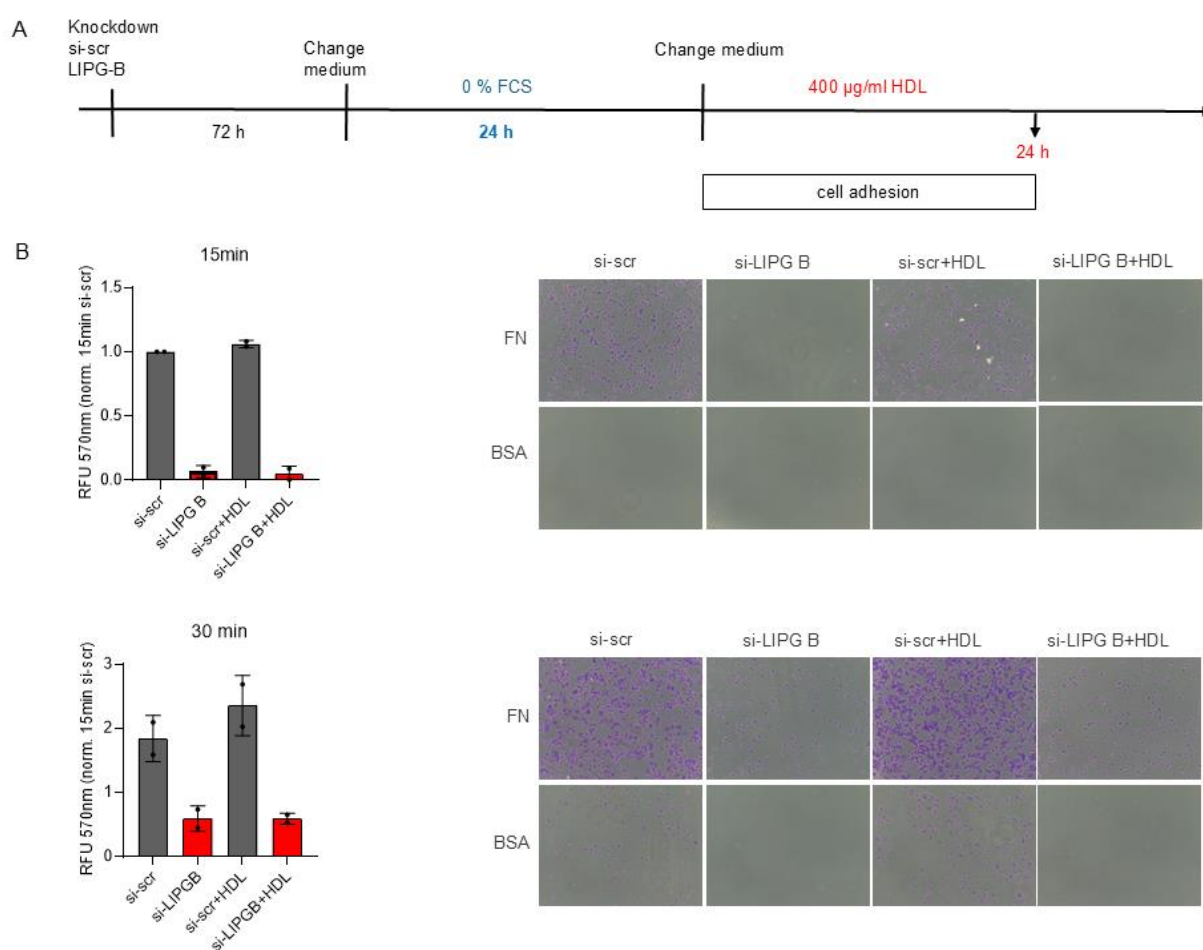 A
Knockdown
si-scr
LIPG-B
Change
medium
Change medium
0 % FCS
400 µg/ml HDL
72 h
24 h
24 h
cell adhesion
B
15min
RFU 570nm (norm. 15min si-scr)
1.5
1.0
0.5
0.0
si-scr
si-LIPG B
si-scr+HDL
si-LIPG B+HDL
si-scr
si-LIPG B
si-scr+HDL
si-LIPG B+HDL
FN
BSA
30 min
RFU 570nm (norm. 15min si-scr)
3
2
1
0
si-scr
si-LIPGB
si-scr+HDL
si-LIPGB+HDL
si-scr
si-LIPG B
si-scr+HDL
si-LIPG B+HDL
FN
BSA